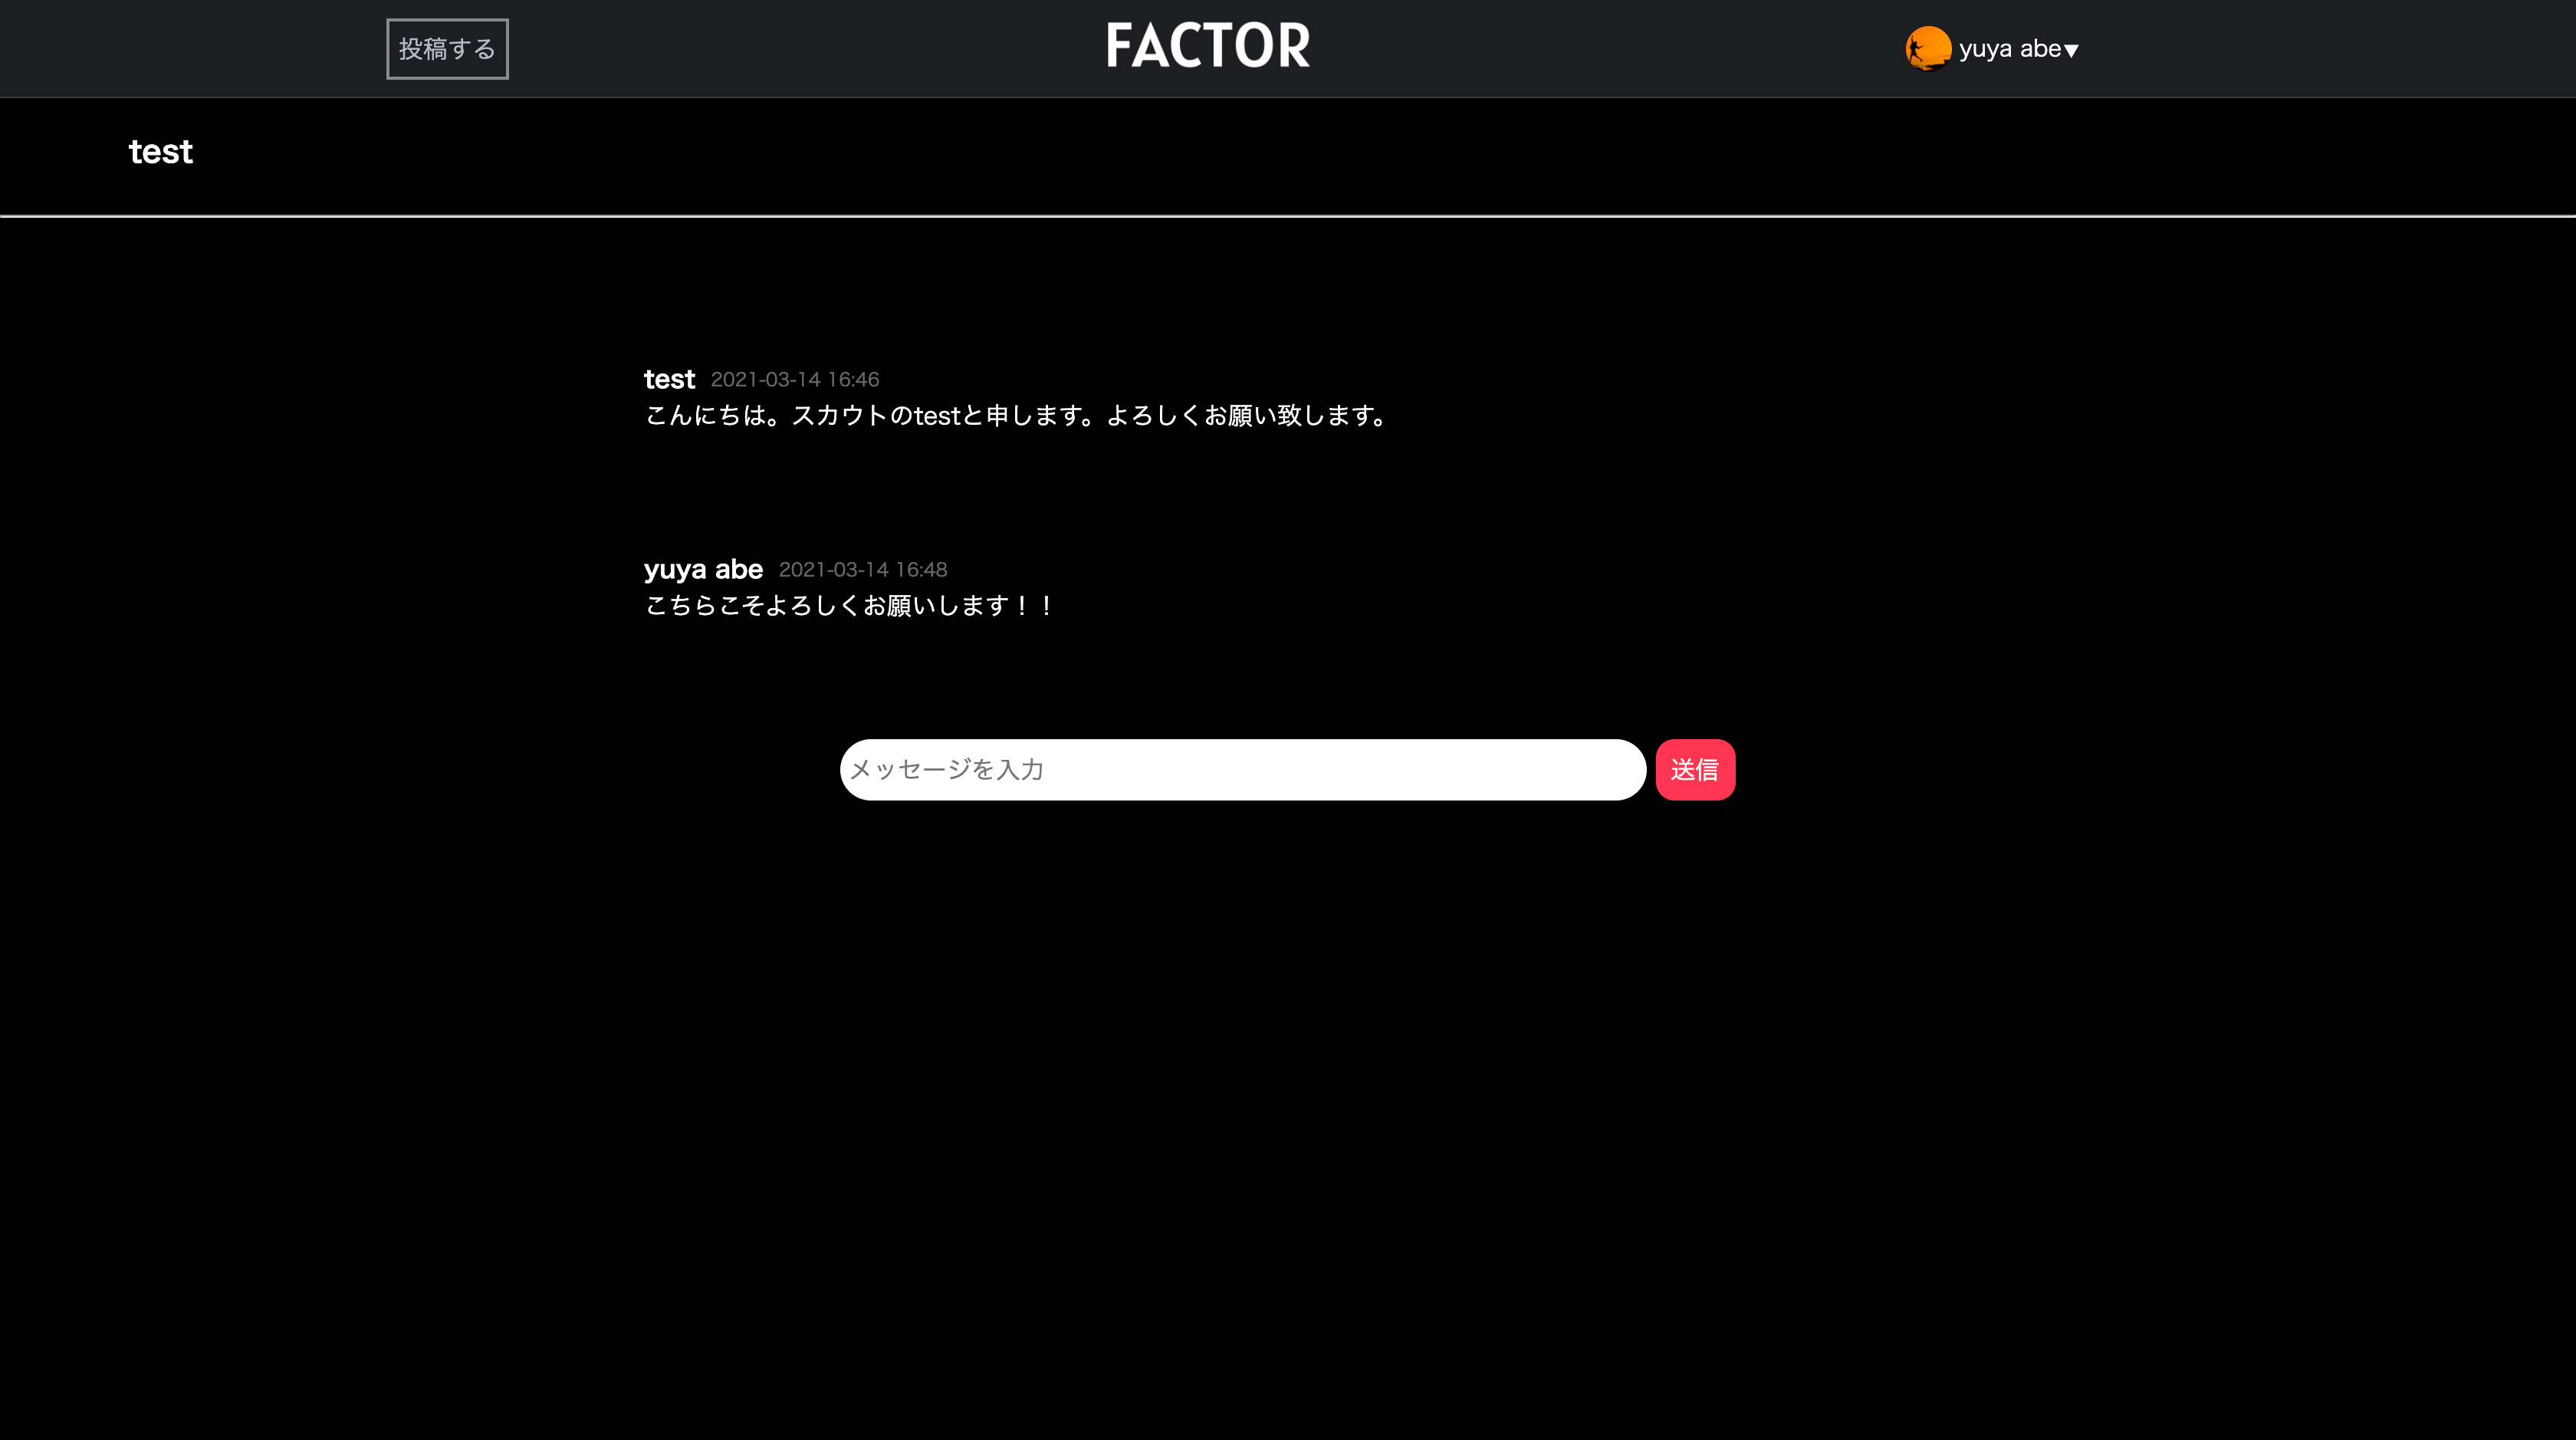 投稿する
FACTOR
yuya abe▼
test
test 2021-03-14 16:46
こんにちは。スカウトのtestと申します。よろしくお願い致します。
yuya abe 2021-03-14 16:48
こちらこそよろしくお願いします！！
メッセージを入力
送信